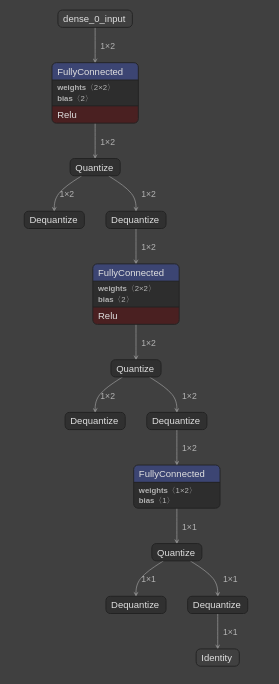 dense_0_input
1×2
FullyConnected
weights 〈2×2〉
bias 〈2〉
Relu
1×2
Quantize
1×2 1×2
Dequantize Dequantize
1×2
FullyConnected
weights 〈2×2〉
bias 〈2〉
Relu
1×2
Quantize
1×2 1×2
Dequantize Dequantize
1×2
FullyConnected
weights 〈1×2〉
bias 〈1〉
1×1
Quantize
1×1 1×1
Dequantize Dequantize
1×1
Identity